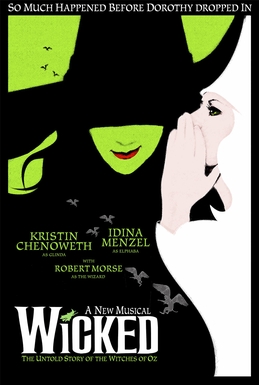 SO MUCH HAPPENED BEFORE DOROTHY DROPPED IN
KRISTIN
CHENOWETH
AS GLINDA
IDINA
MENZEL
AS ELPHABA
WITH
ROBERT MORSE
AS THE WIZARD
A NEW MUSICAL
WICKED
THE UNTOLD STORY OF THE WITCHES OF OZ